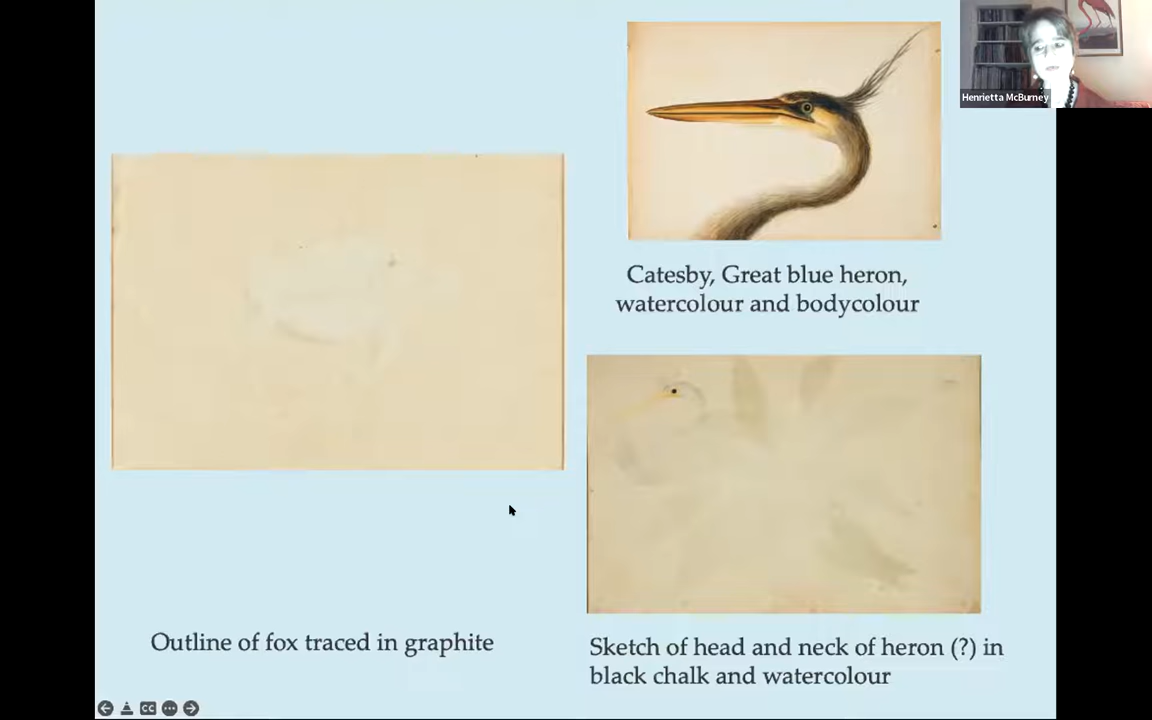 Henrietta McBurney
Catesby, Great blue heron,
watercolour and bodycolour
Outline of fox traced in graphite
Sketch of head and neck of heron (?) in
black chalk and watercolour
CC